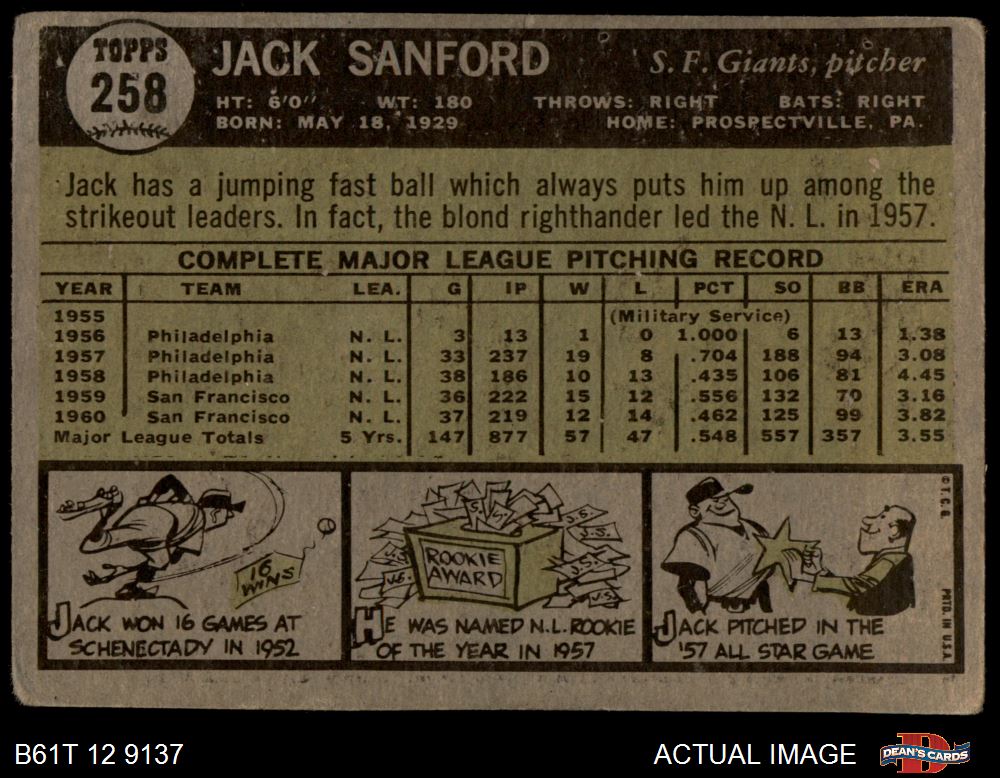 TOPPS
258
JACK SANFORD
S. F. Giants, pitcher
HT: 6'0" WT: 180 THROWS: RIGHT BATS: RIGHT
BORN: MAY 18, 1929 HOME: PROSPECTVILLE, PA.
Jack has a jumping fast ball which always puts him up among the
strikeout leaders. In fact, the blond righthander led the N. L. in 1957.
COMPLETE MAJOR LEAGUE PITCHING RECORD
YEAR TEAM LEA. G IP W L PCT SO BB ERA
1955 (Military Service)
1956 Philadelphia N. L. 3 13 1 0 1.000 6 13 1.38
1957 Philadelphia N. L. 33 237 19 8 .704 188 94 3.08
1958 Philadelphia N. L. 38 186 10 13 .435 106 81 4.45
1959 San Francisco N. L. 36 222 15 12 .556 132 70 3.16
1960 San Francisco N. L. 37 219 12 14 .462 125 99 3.82
Major League Totals 5 Yrs. 147 877 57 47 .548 557 357 3.55
16
WINS
JACK WON 16 GAMES AT
SCHENECTADY IN 1952
J.S.
J.S.
J.S.
J.S.
J.S.
J.S.
ROOKIE
AWARD
HE WAS NAMED N.L. ROOKIE
OF THE YEAR IN 1957
JACK PITCHED IN THE
'57 ALL STAR GAME
© T. C. G.
PRTD. IN U.S.A.
B61T 12 9137
ACTUAL IMAGE
D
DEAN'S CARDS